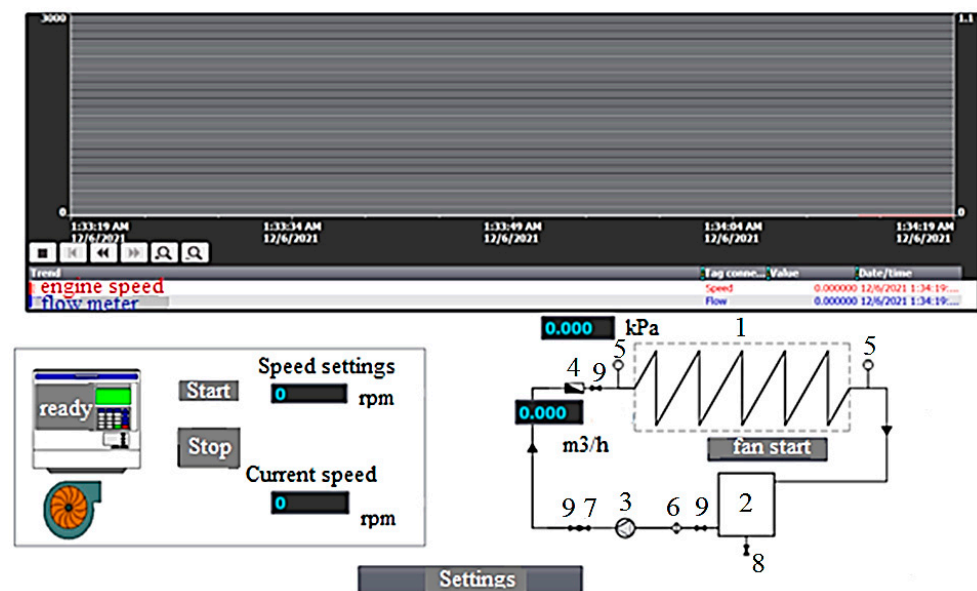 3000
1.1
0
0
1:33:19 AM
12/6/2021
1:33:34 AM
12/6/2021
1:33:49 AM
12/6/2021
1:34:04 AM
12/6/2021
1:34:19 AM
12/6/2021
Trend Tag conne... Value Date/time
engine speed Speed 0.000000 12/6/2021 1:34:19:...
flow meter Flow 0.000000 12/6/2021 1:34:19:...
0.000 kPa
1
5
5
4
9
0.000
m3/h
fan start
9
7
3
6
9
2
8
ready
Start
Stop
Speed settings
0
rpm
Current speed
0
rpm
Settings